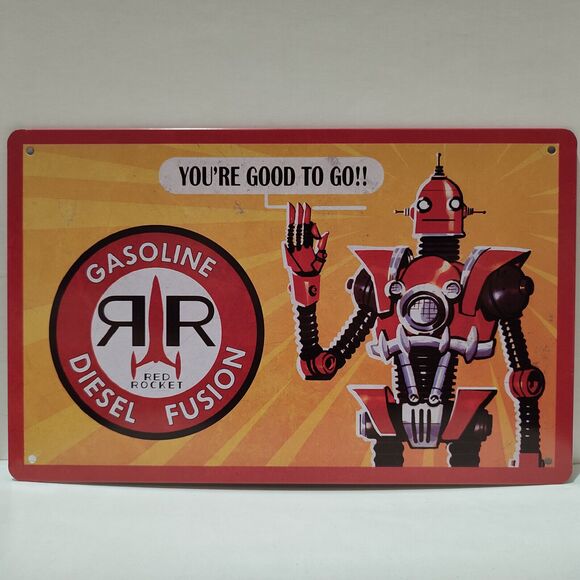 YOU'RE GOOD TO GO!!
GASOLINE
RR
RED
ROCKET
DIESEL FUSION